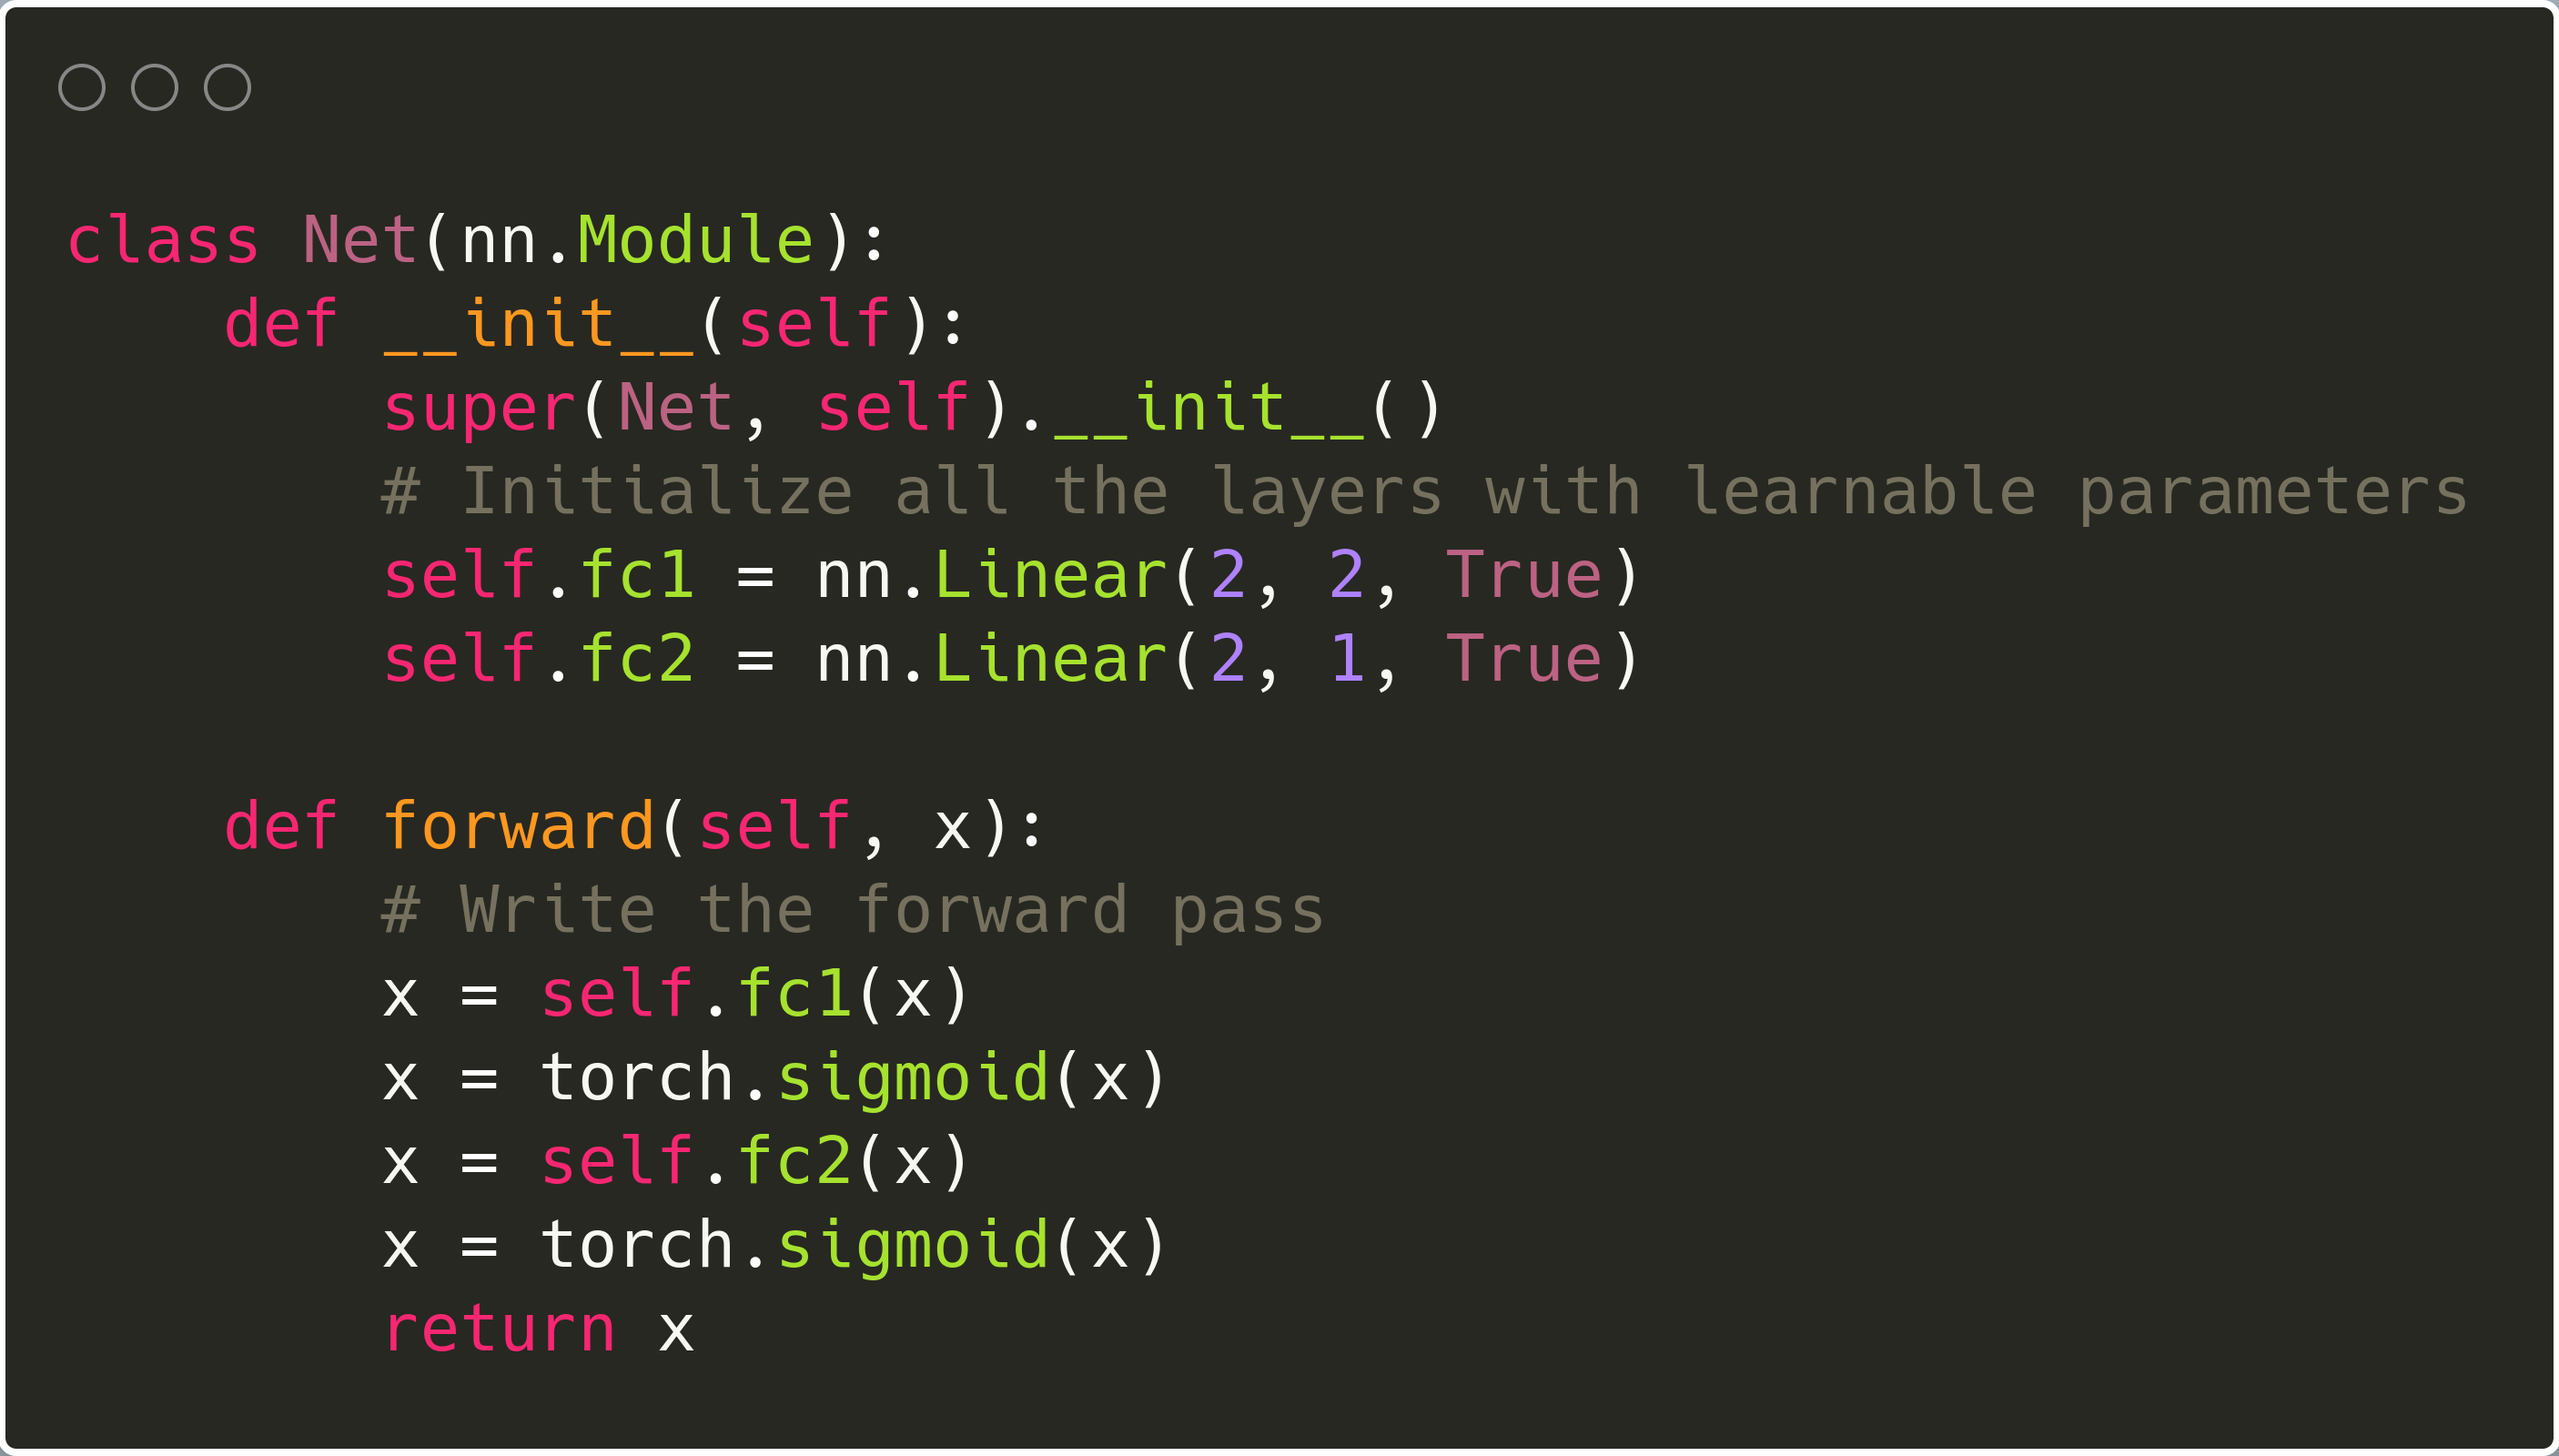 class Net(nn.Module):
    def __init__(self):
        super(Net, self).__init__()
        # Initialize all the layers with learnable parameters
        self.fc1 = nn.Linear(2, 2, True)
        self.fc2 = nn.Linear(2, 1, True)

    def forward(self, x):
        # Write the forward pass
        x = self.fc1(x)
        x = torch.sigmoid(x)
        x = self.fc2(x)
        x = torch.sigmoid(x)
        return x